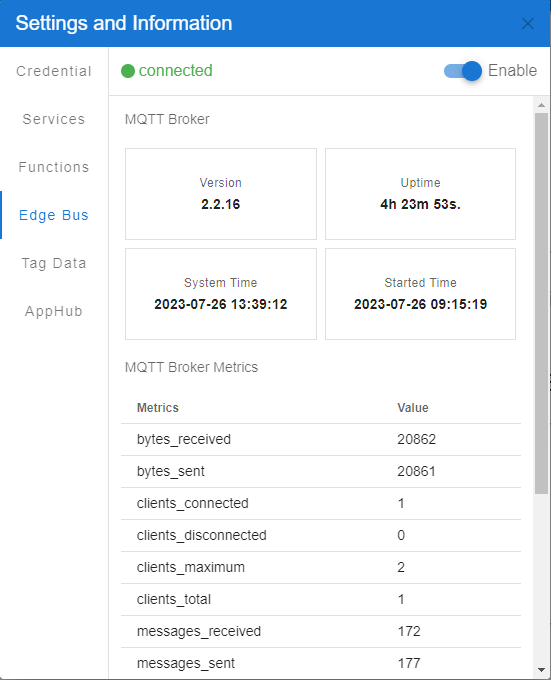 Settings and Information
Credential
Services
Functions
Edge Bus
Tag Data
AppHub
connected
Enable
MQTT Broker
Version
2.2.16
Uptime
4h 23m 53s.
System Time
2023-07-26 13:39:12
Started Time
2023-07-26 09:15:19
MQTT Broker Metrics
Metrics Value
bytes_received 20862
bytes_sent 20861
clients_connected 1
clients_disconnected 0
clients_maximum 2
clients_total 1
messages_received 172
messages_sent 177